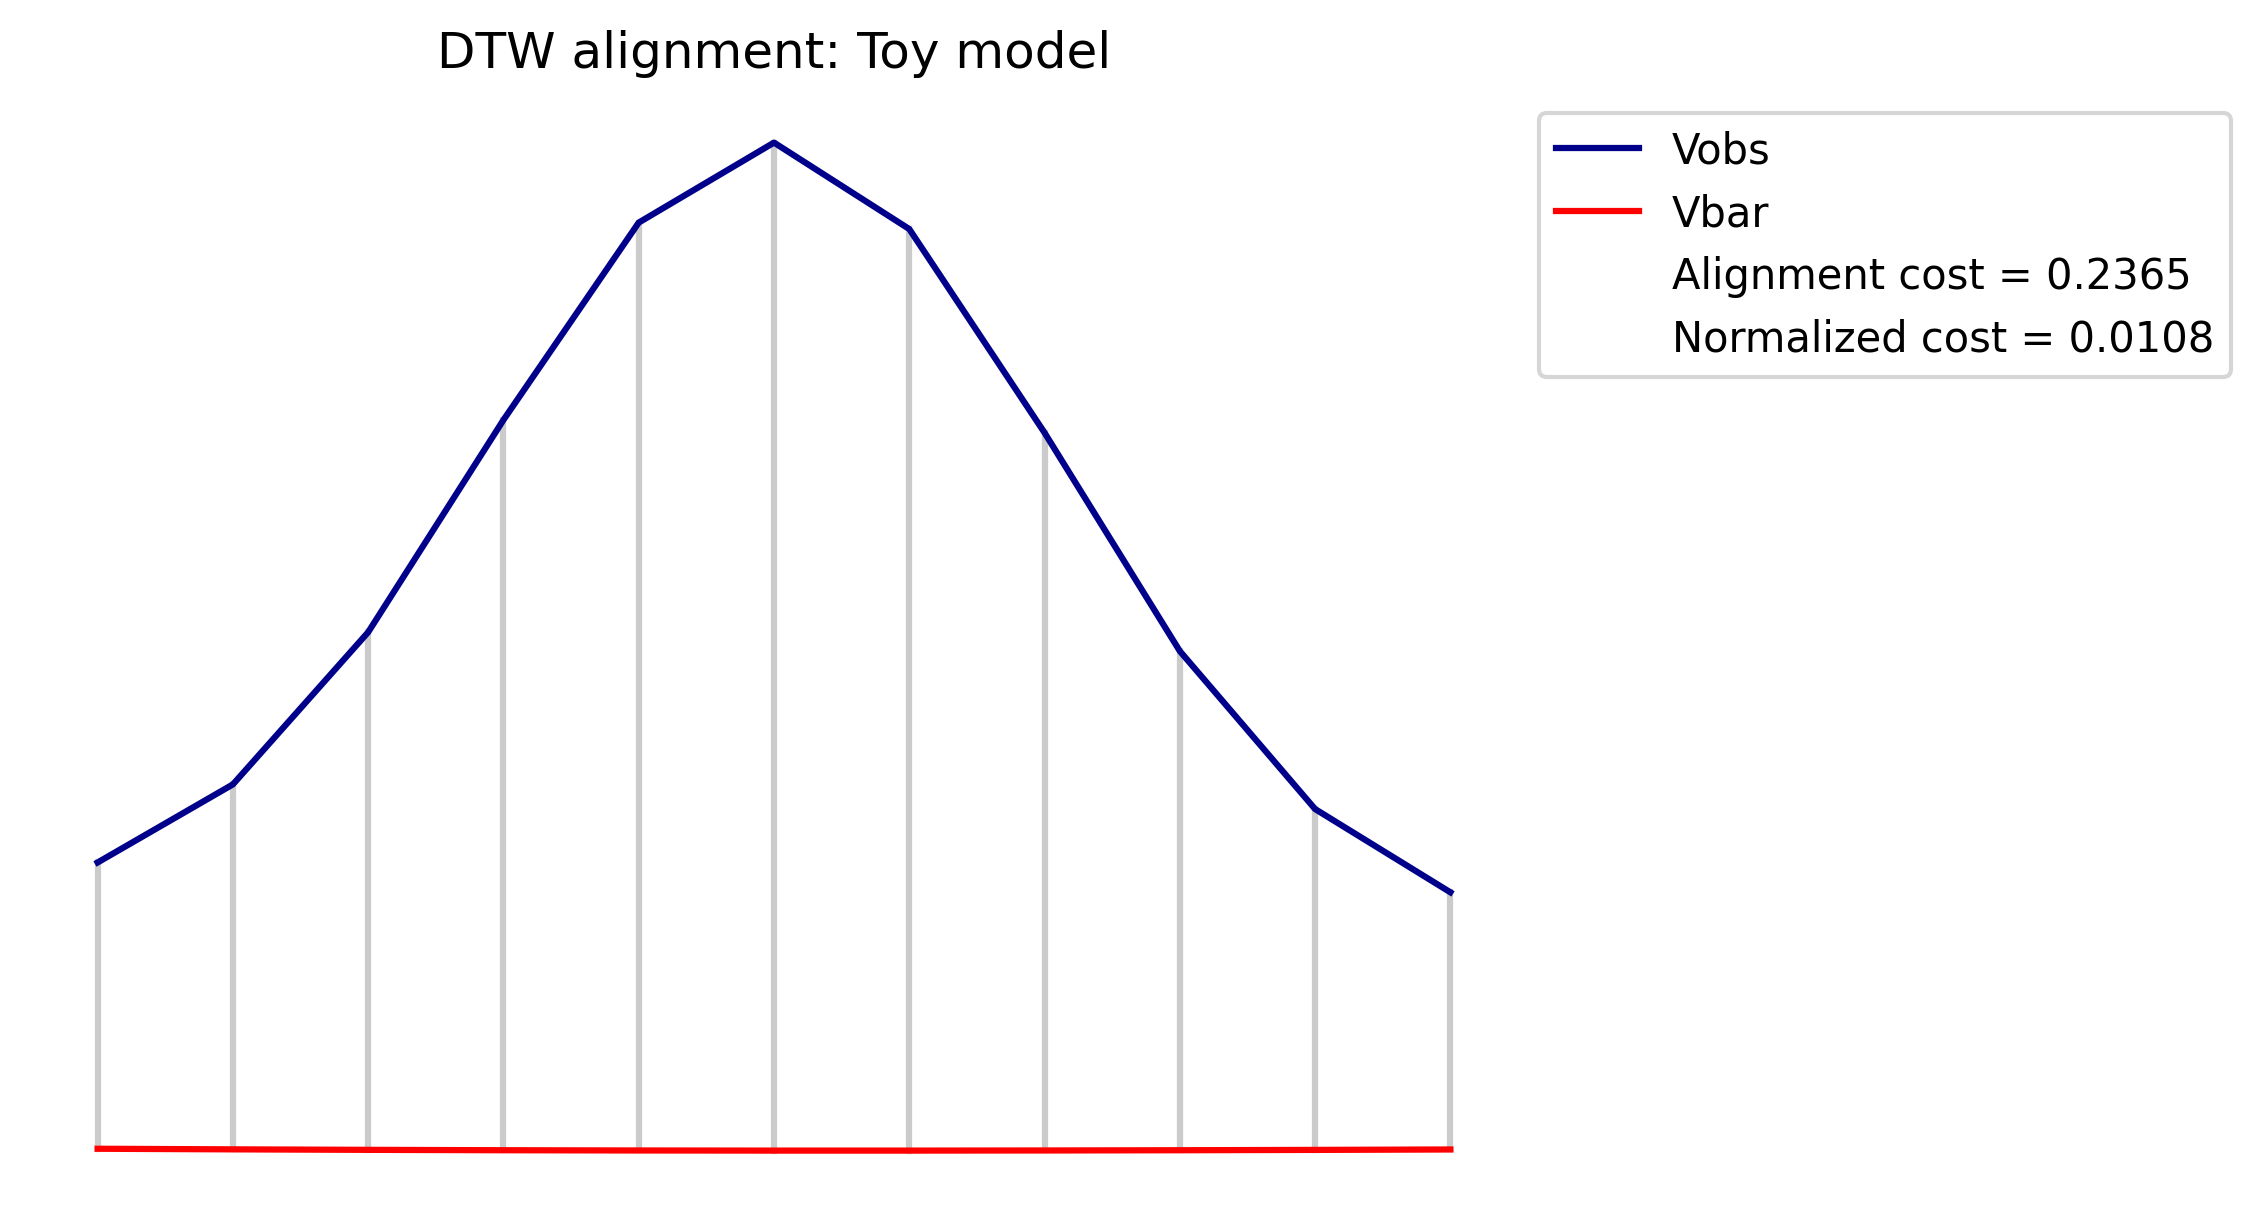 DTW alignment: Toy model
Vobs
Vbar
Alignment cost = 0.2365
Normalized cost = 0.0108